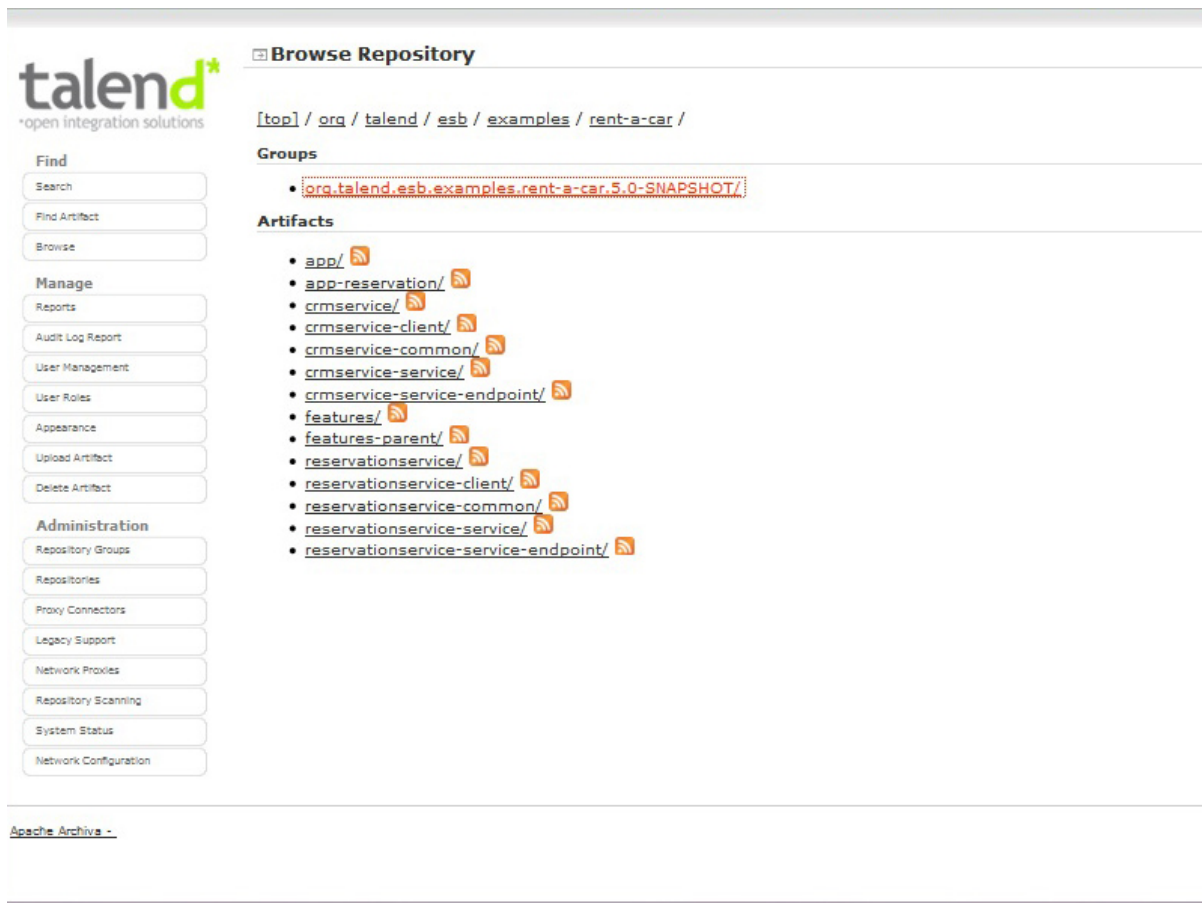 talend*
•open integration solutions
Find
Search
Find Artifact
Browse
Manage
Reports
Audit Log Report
User Management
User Roles
Appearance
Upload Artifact
Delete Artifact
Administration
Repository Groups
Repositories
Proxy Connectors
Legacy Support
Network Proxies
Repository Scanning
System Status
Network Configuration
Browse Repository
[top] / org / talend / esb / examples / rent-a-car /
Groups
• org.talend.esb.examples.rent-a-car.5.0-SNAPSHOT/
Artifacts
• app/
• app-reservation/
• crmservice/
• crmservice-client/
• crmservice-common/
• crmservice-service/
• crmservice-service-endpoint/
• features/
• features-parent/
• reservationservice/
• reservationservice-client/
• reservationservice-common/
• reservationservice-service/
• reservationservice-service-endpoint/
Apache Archiva -